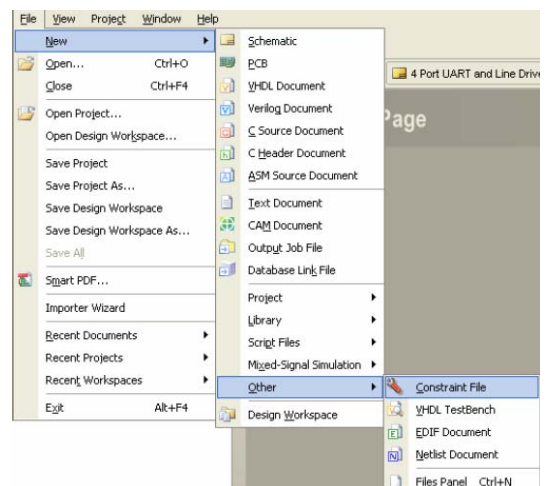 File View Project Window Help
New
Open... Ctrl+O
Close Ctrl+F4
Open Project...
Open Design Workspace...
Save Project
Save Project As...
Save Design Workspace
Save Design Workspace As...
Save All
Smart PDF...
Importer Wizard
Recent Documents
Recent Projects
Recent Workspaces
Exit Alt+F4
Schematic
PCB
VHDL Document
Verilog Document
C Source Document
C Header Document
ASM Source Document
Text Document
CAM Document
Output Job File
Database Link File
Project
Library
Script Files
Mixed-Signal Simulation
Other
Design Workspace
Constraint File
VHDL TestBench
EDIF Document
Netlist Document
Files Panel Ctrl+N
4 Port UART and Line Drive
Page